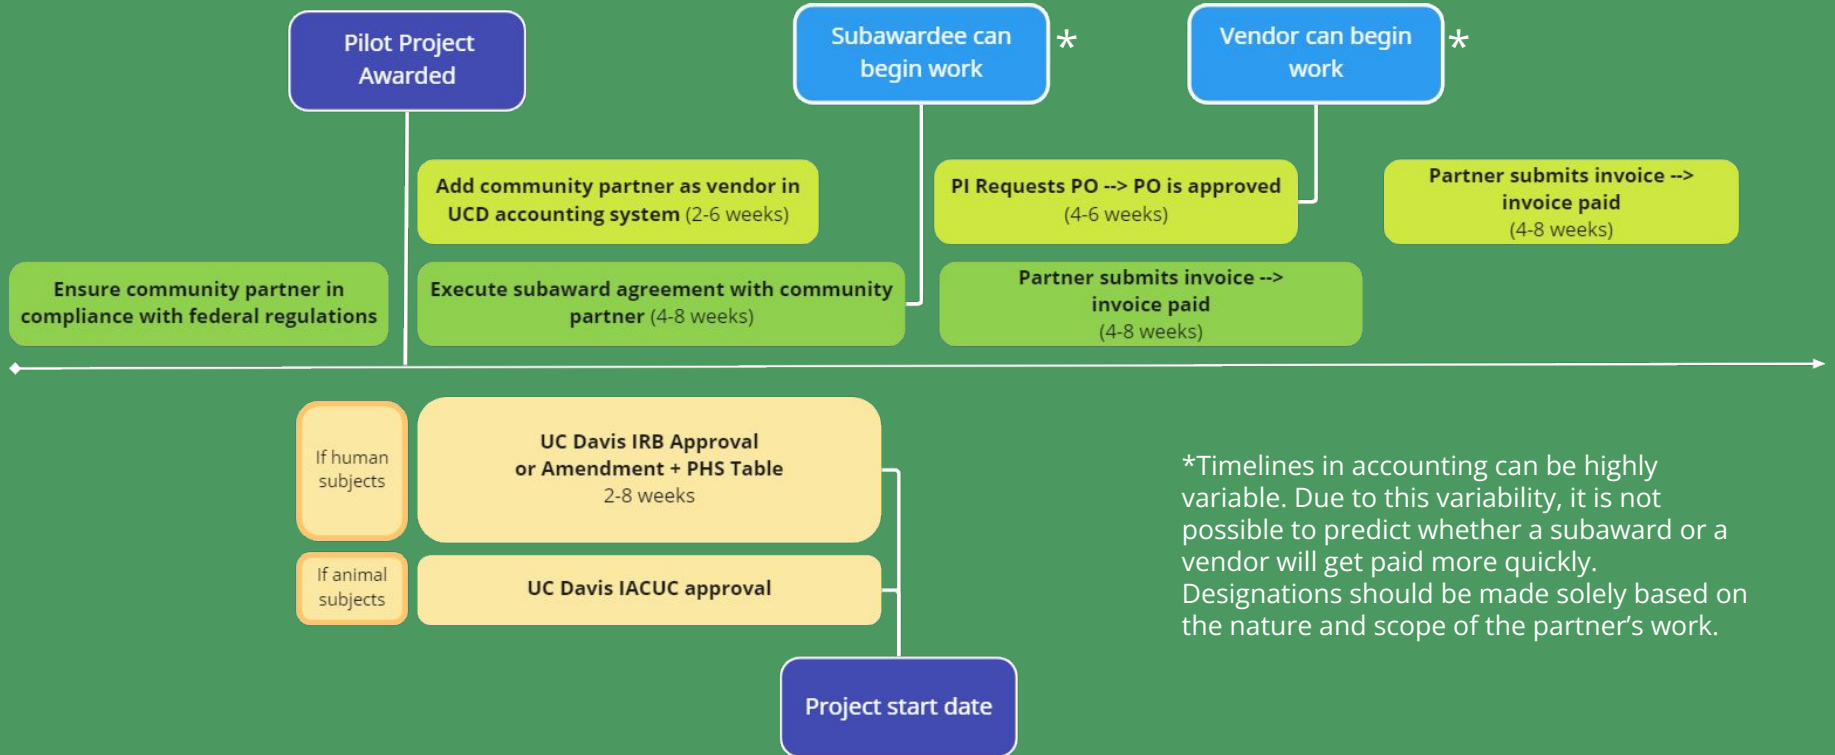 Pilot Project
Awarded
Subawardee can
begin work
*
Vendor can begin
work
*
Add community partner as vendor in
UCD accounting system (2-6 weeks)
PI Requests PO --> PO is approved
(4-6 weeks)
Partner submits invoice -->
invoice paid
(4-8 weeks)
Ensure community partner in
compliance with federal regulations
Execute subaward agreement with community
partner (4-8 weeks)
Partner submits invoice -->
invoice paid
(4-8 weeks)
If human
subjects
UC Davis IRB Approval
or Amendment + PHS Table
2-8 weeks
If animal
subjects
UC Davis IACUC approval
Project start date
*Timelines in accounting can be highly
variable. Due to this variability, it is not
possible to predict whether a subaward or a
vendor will get paid more quickly.
Designations should be made solely based on
the nature and scope of the partner’s work.